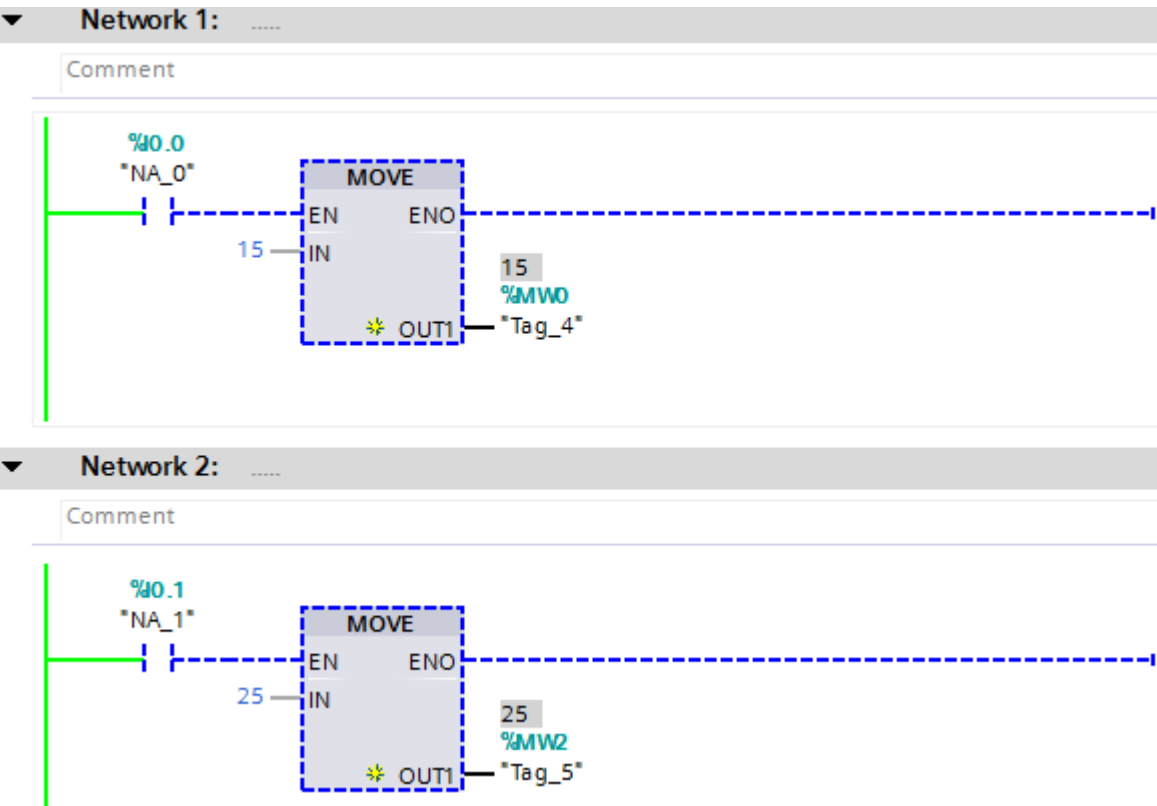 Network 1: .....
Comment
%I0.0
"NA_0"
MOVE
EN ENO
15 IN
15
%MW0
OUT1 "Tag_4"
Network 2: .....
Comment
%I0.1
"NA_1"
MOVE
EN ENO
25 IN
25
%MW2
OUT1 "Tag_5"